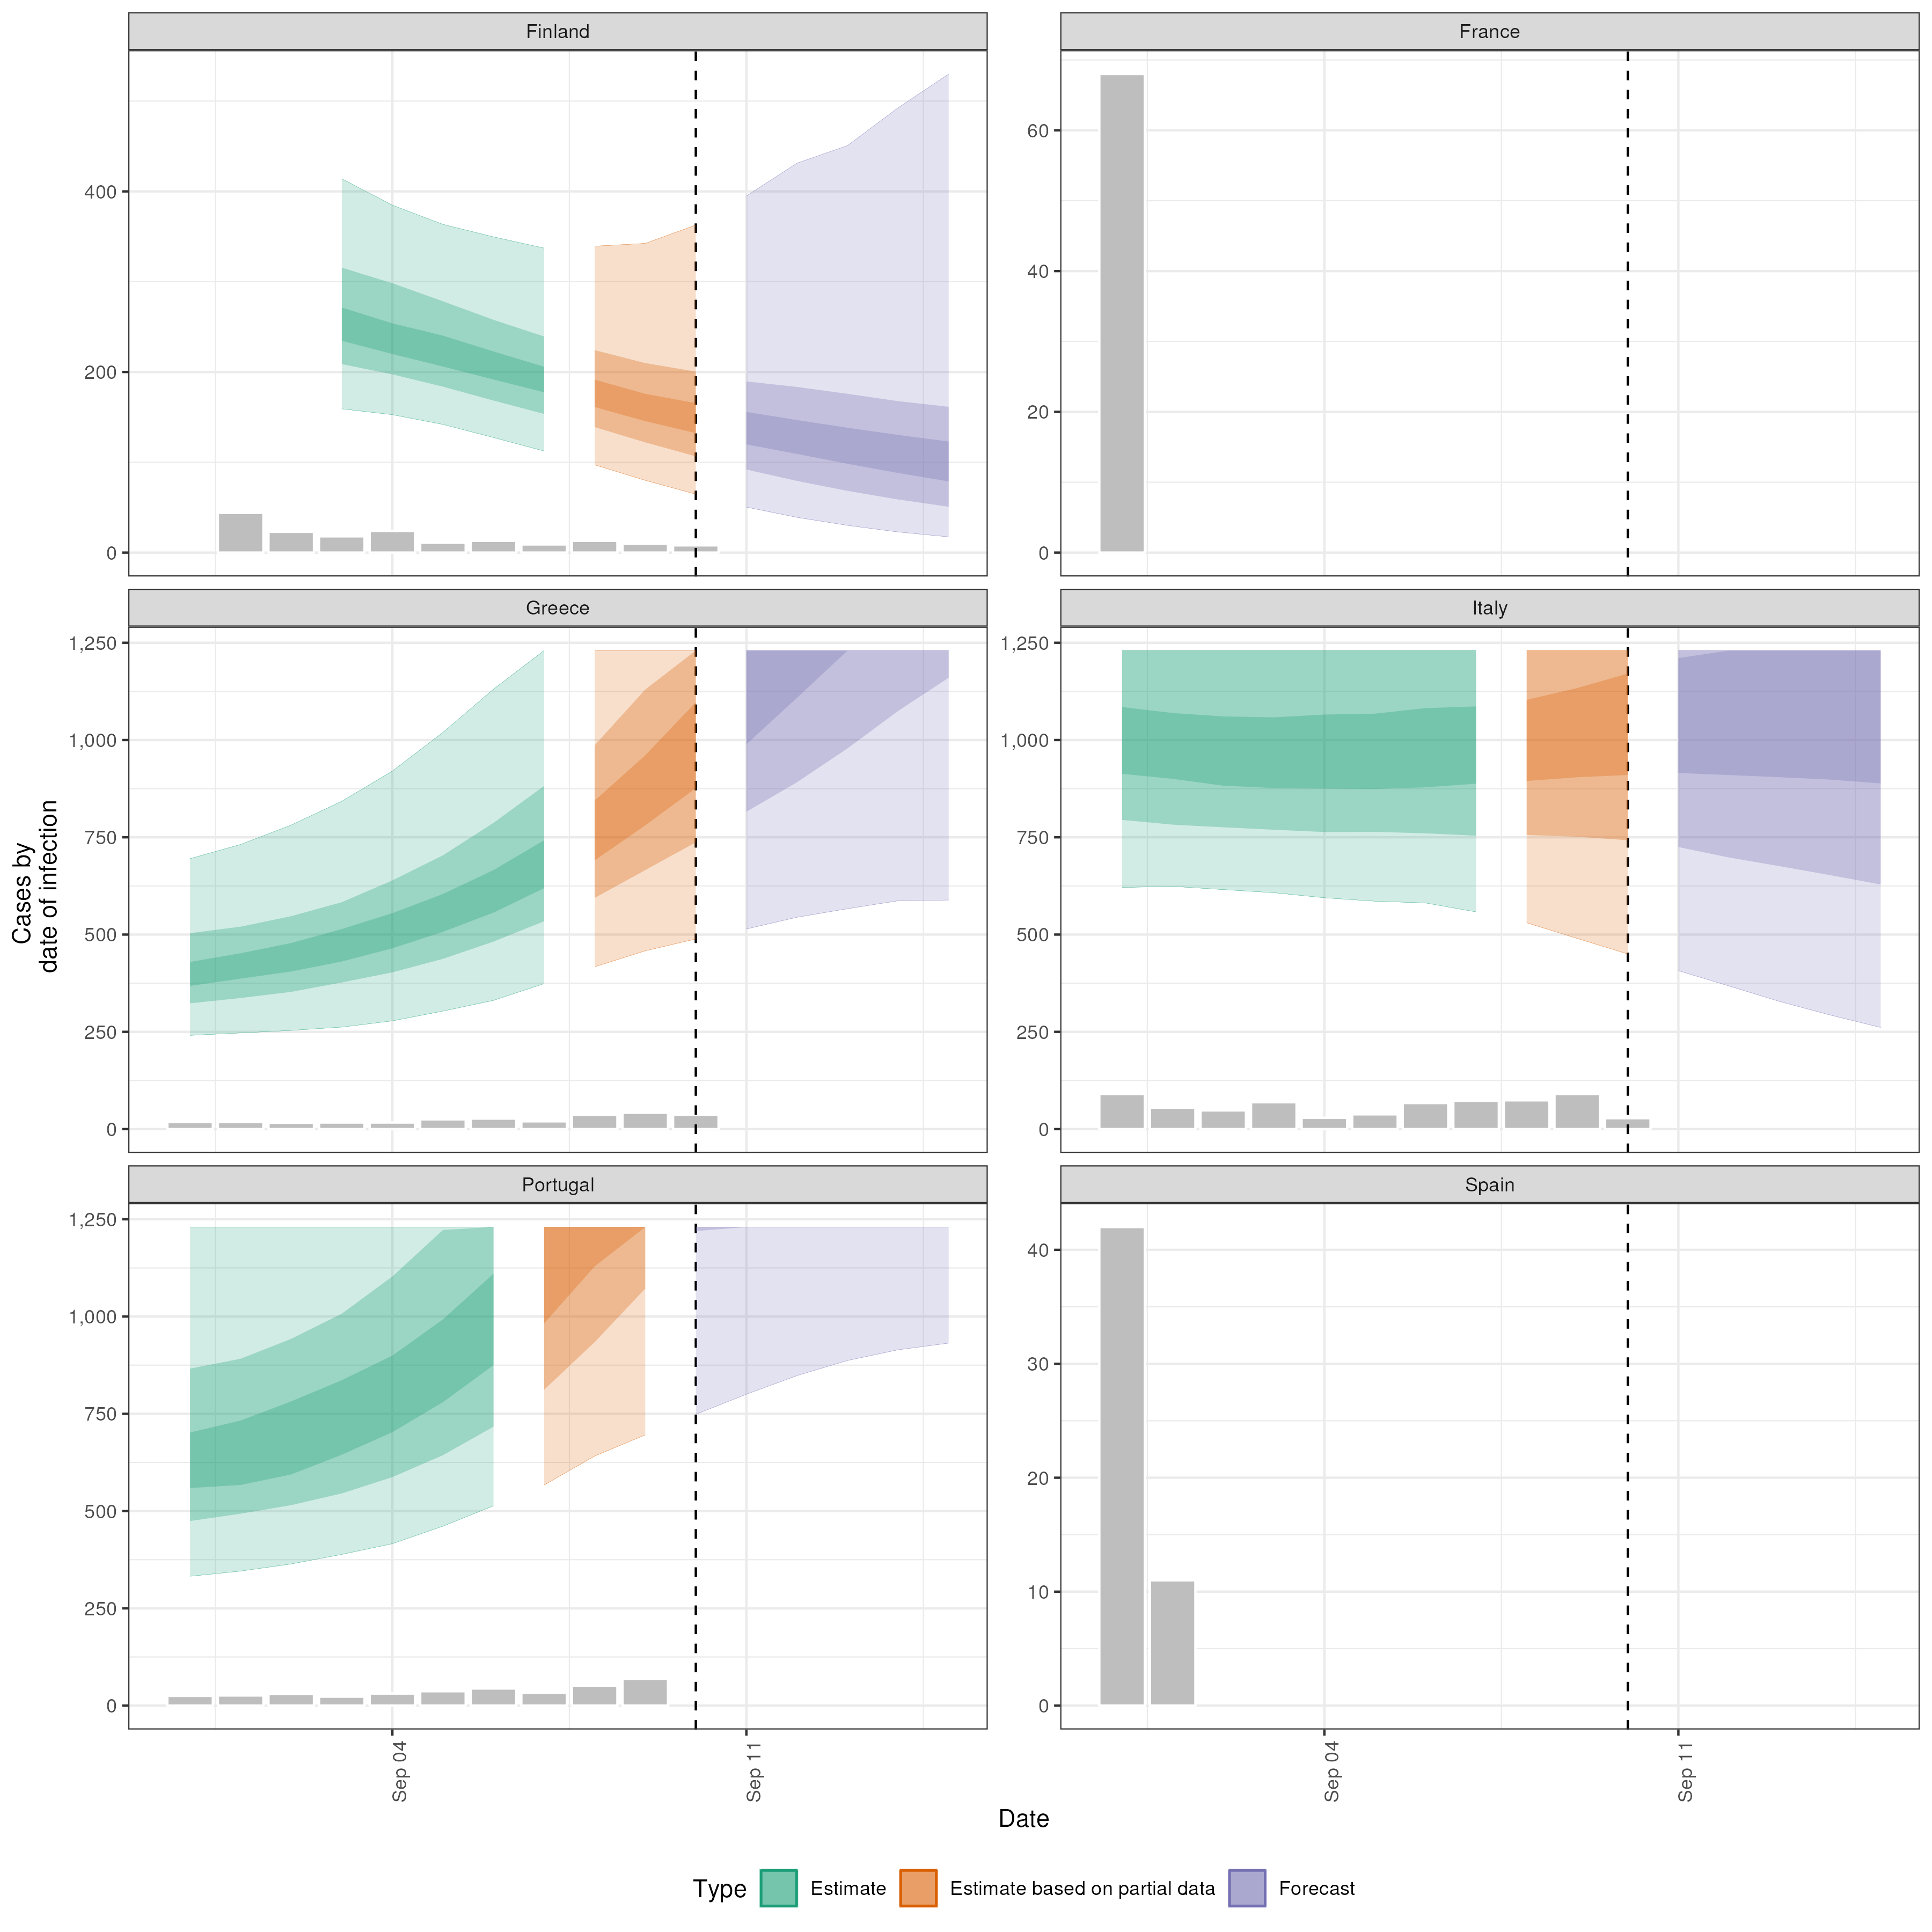 Finland
France
400
200
0
60
40
20
0
Greece
Italy
1,250
1,000
750
500
250
0
1,250
1,000
750
500
250
0
Portugal
Spain
1,250
1,000
750
500
250
0
40
30
20
10
0
Cases by
date of infection
Sep 04
Sep 11
Sep 04
Sep 11
Date
Type
Estimate
Estimate based on partial data
Forecast